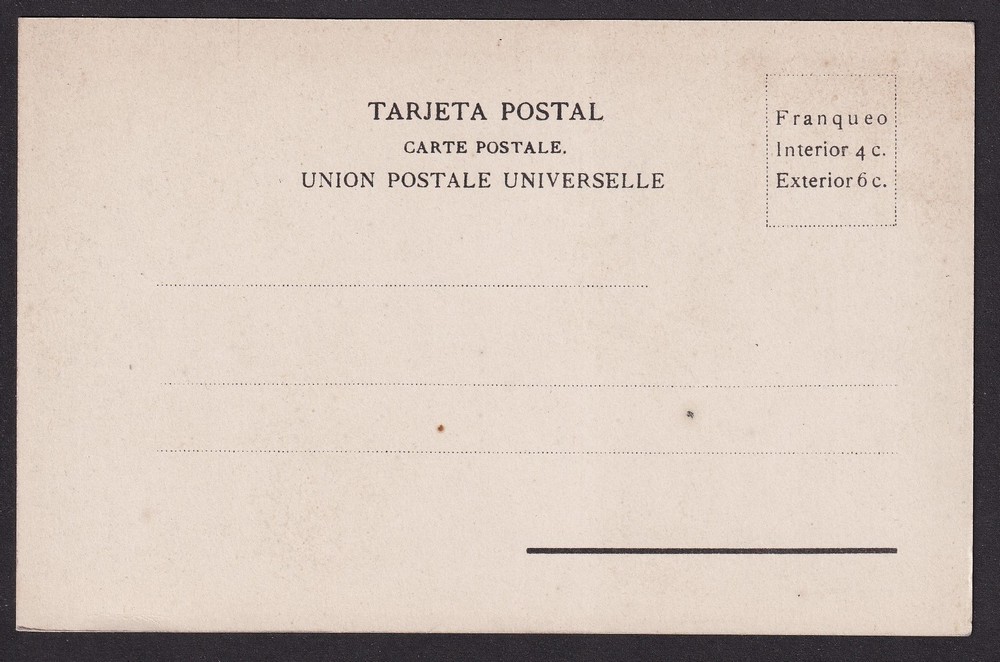 TARJETA POSTAL
CARTE POSTALE.
UNION POSTALE UNIVERSELLE
Franqueo
Interior 4 c.
Exterior 6 c.